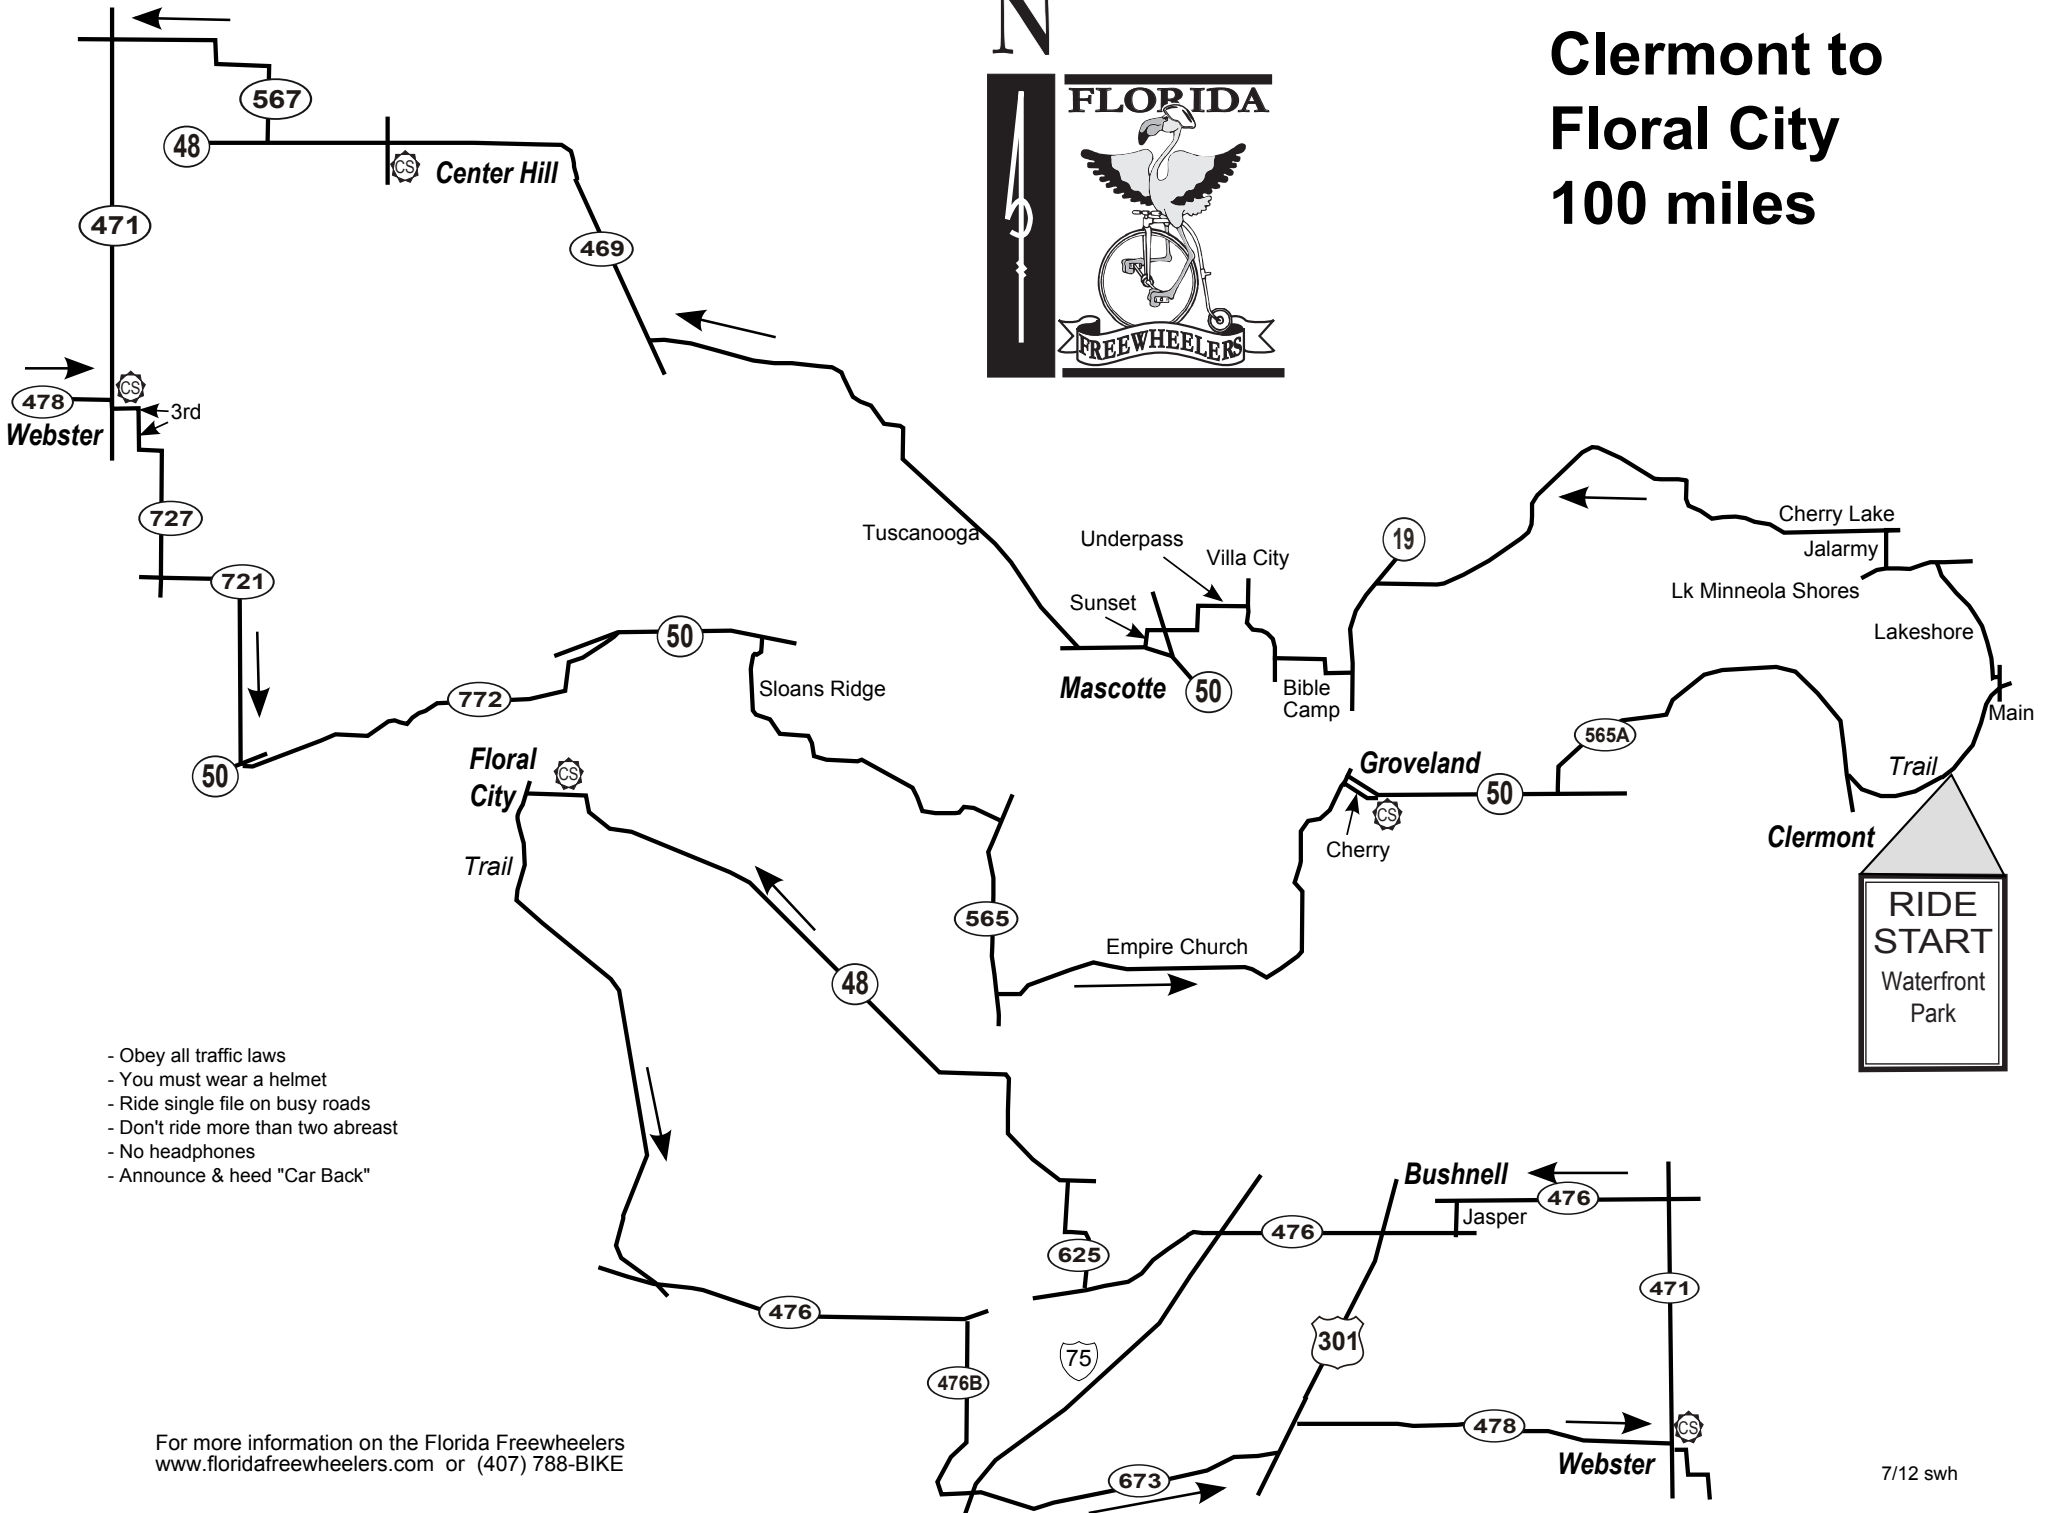 N
Clermont to
Floral City
100 miles
FLORIDA
FREEWHEELERS
567
48
CS
Center Hill
471
469
478
CS
Webster
3rd
727
721
50
772
50
Sloans Ridge
Tuscanooga
Underpass
Villa City
Sunset
Mascotte
50
Bible
Camp
19
Cherry Lake
Jalarmy
Lk Minneola Shores
Lakeshore
Main
565A
Trail
Groveland
50
CS
Cherry
Clermont
RIDE
START
Waterfront
Park
Floral
City
CS
Trail
565
Empire Church
48
- Obey all traffic laws
- You must wear a helmet
- Ride single file on busy roads
- Don't ride more than two abreast
- No headphones
- Announce & heed "Car Back"
Bushnell
476
Jasper
476
625
471
476
301
75
476B
478
CS
Webster
673
For more information on the Florida Freewheelers
www.floridafreewheelers.com or (407) 788-BIKE
7/12 swh